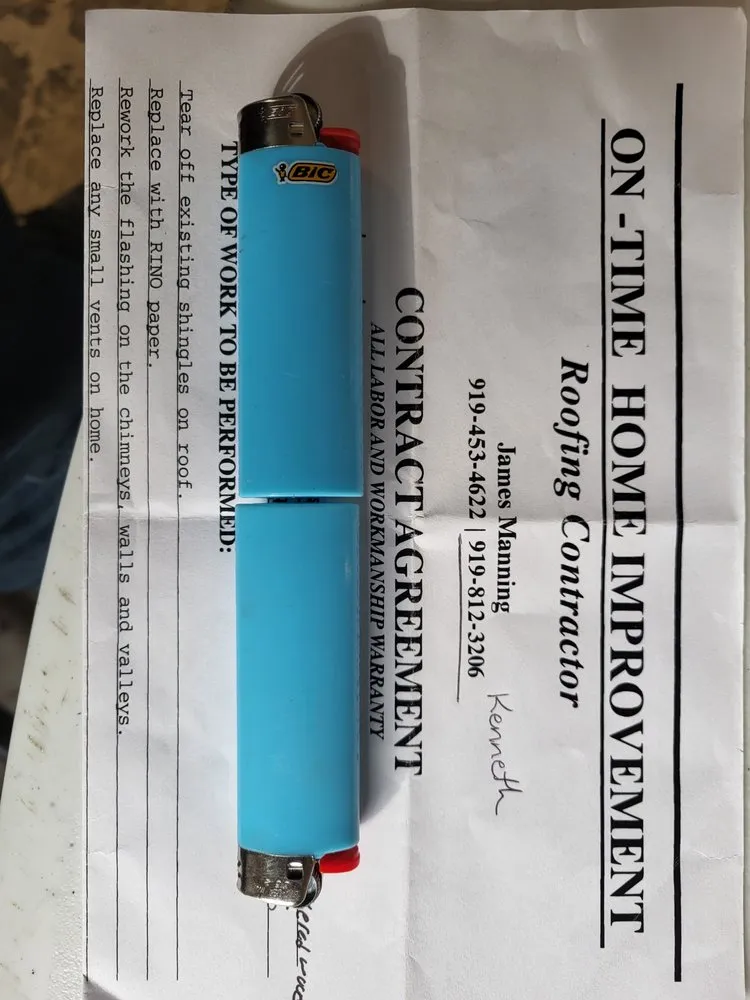 ON -TIME HOME IMPROVEMENT
Roofing Contractor
James Manning
919-453-4622 | 919-812-3206
Kenneth
CONTRACT AGREEMENT
ALL LABOR AND WORKMANSHIP WARRANTY
BIC
TYPE OF WORK TO BE PERFORMED:
Tear off existing shingles on roof.
Replace with RINO paper.
Rework the flashing on the chimneys, walls and valleys.
Replace any small vents on home.